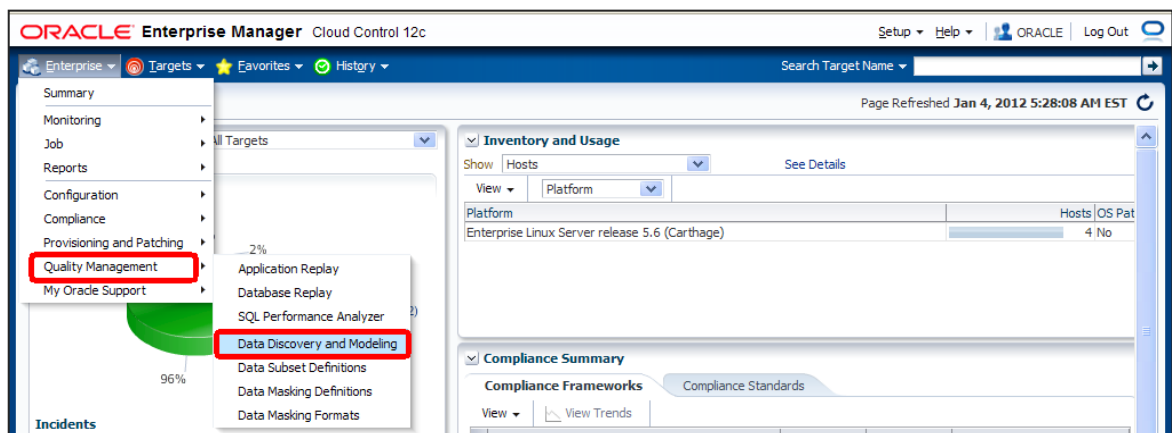 ORACLE Enterprise Manager Cloud Control 12c
Setup Help ORACLE Log Out
Enterprise Targets Favorites History Search Target Name
Page Refreshed Jan 4, 2012 5:28:08 AM EST
Summary
Monitoring
Job
Reports
Configuration
Compliance
Provisioning and Patching
Quality Management
My Oracle Support
Application Replay
Database Replay
SQL Performance Analyzer
Data Discovery and Modeling
Data Subset Definitions
Data Masking Definitions
Data Masking Formats
All Targets
2%
2)
96%
Incidents
Inventory and Usage
Show Hosts See Details
View Platform
Platform Hosts OS Pat
Enterprise Linux Server release 5.6 (Carthage) 4 No
Compliance Summary
Compliance Frameworks Compliance Standards
View View Trends